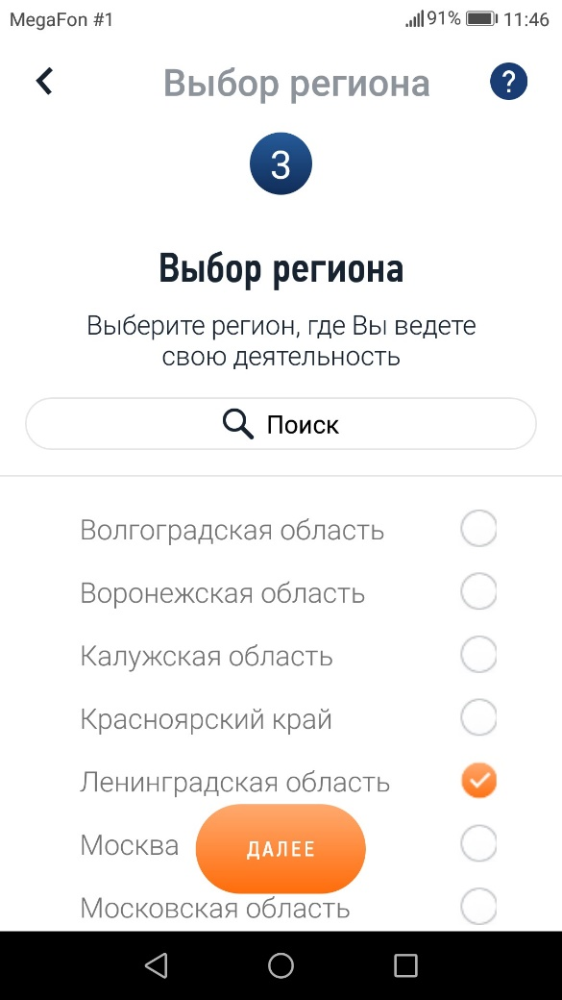 MegaFon #1 91% 11:46
Выбор региона ?
3
Выбор региона
Выберите регион, где Вы ведете
свою деятельность
Поиск
Волгоградская область
Воронежская область
Калужская область
Красноярский край
Ленинградская область
Москва
ДАЛЕЕ
Московская область